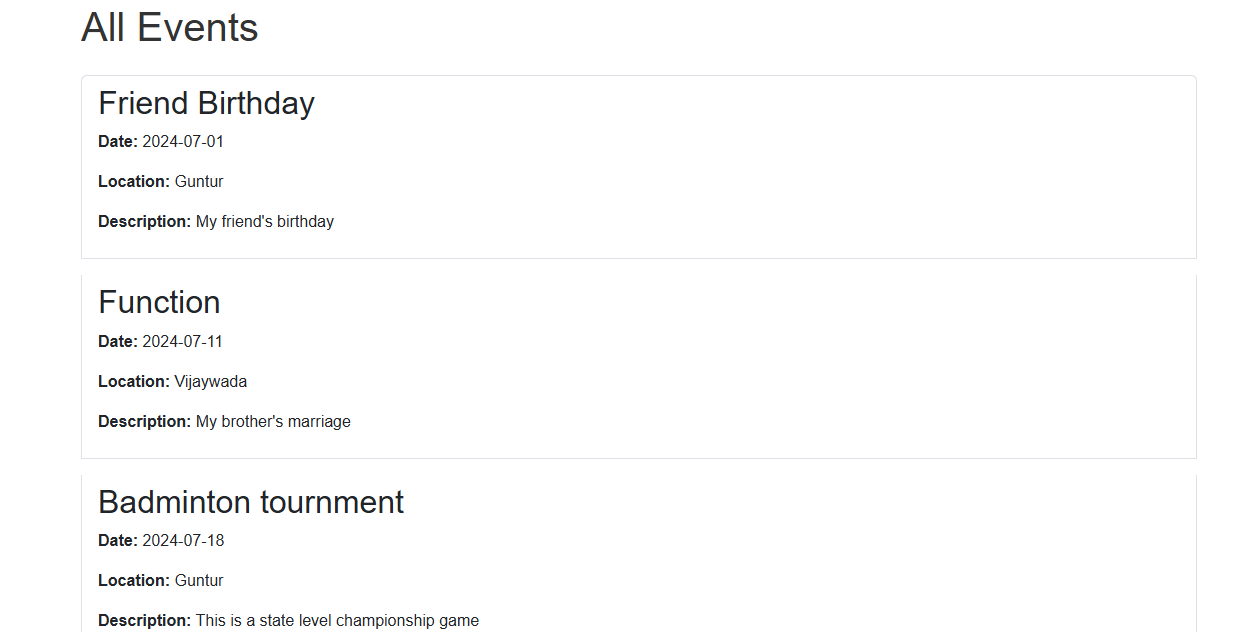 All Events
Friend Birthday
Date: 2024-07-01
Location: Guntur
Description: My friend's birthday
Function
Date: 2024-07-11
Location: Vijaywada
Description: My brother's marriage
Badminton tournment
Date: 2024-07-18
Location: Guntur
Description: This is a state level championship game